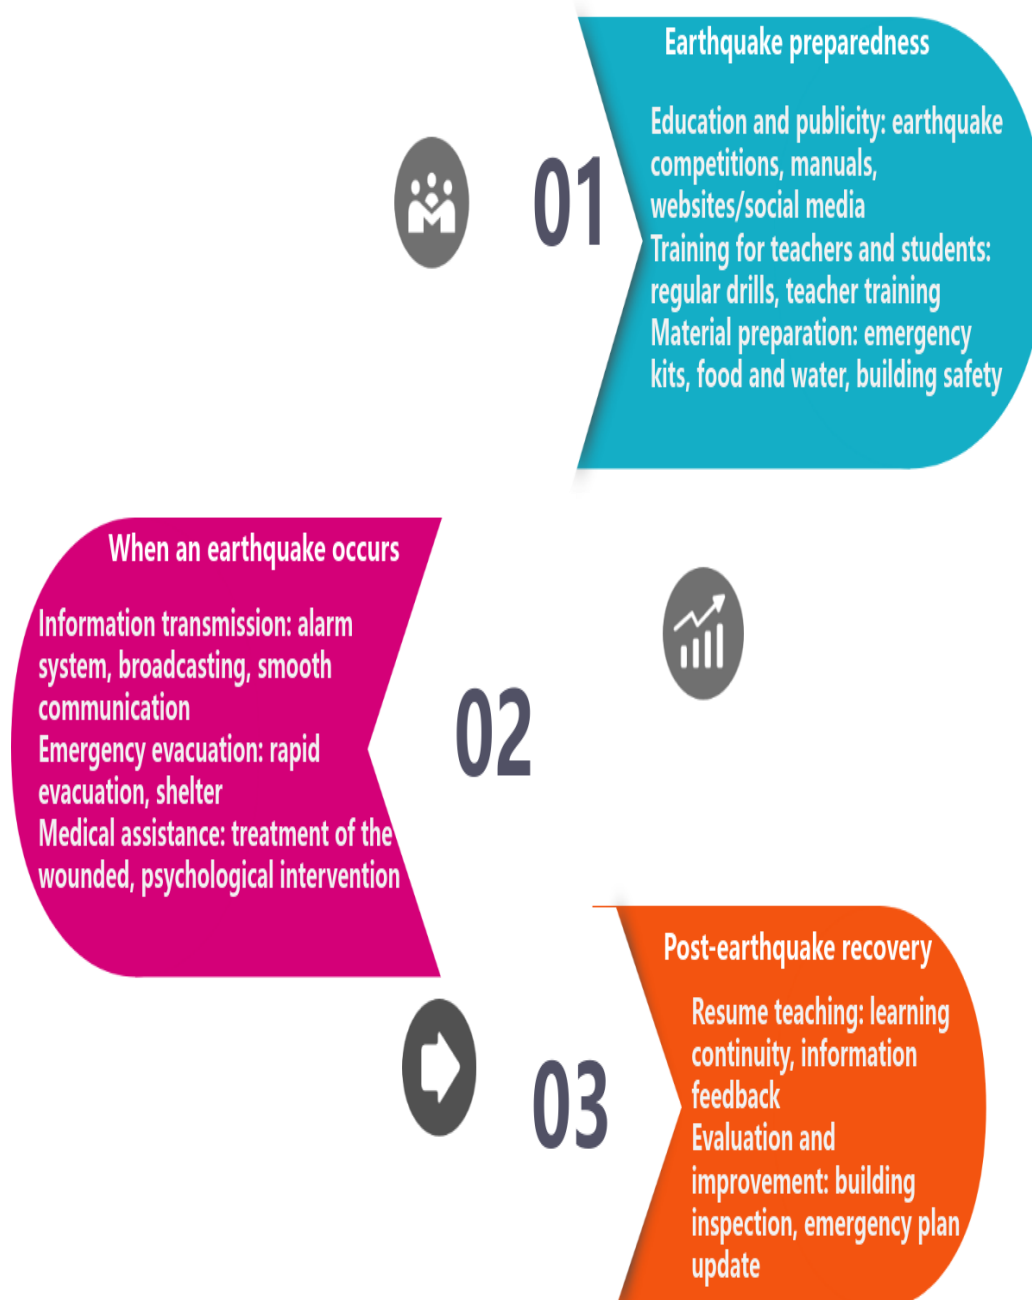 Earthquake preparedness
01
Education and publicity: earthquake
competitions, manuals,
websites/social media
Training for teachers and students:
regular drills, teacher training
Material preparation: emergency
kits, food and water, building safety
When an earthquake occurs
Information transmission: alarm
system, broadcasting, smooth
communication
Emergency evacuation: rapid
evacuation, shelter
Medical assistance: treatment of the
wounded, psychological intervention
02
Post-earthquake recovery
03
Resume teaching: learning
continuity, information
feedback
Evaluation and
improvement: building
inspection, emergency plan
update